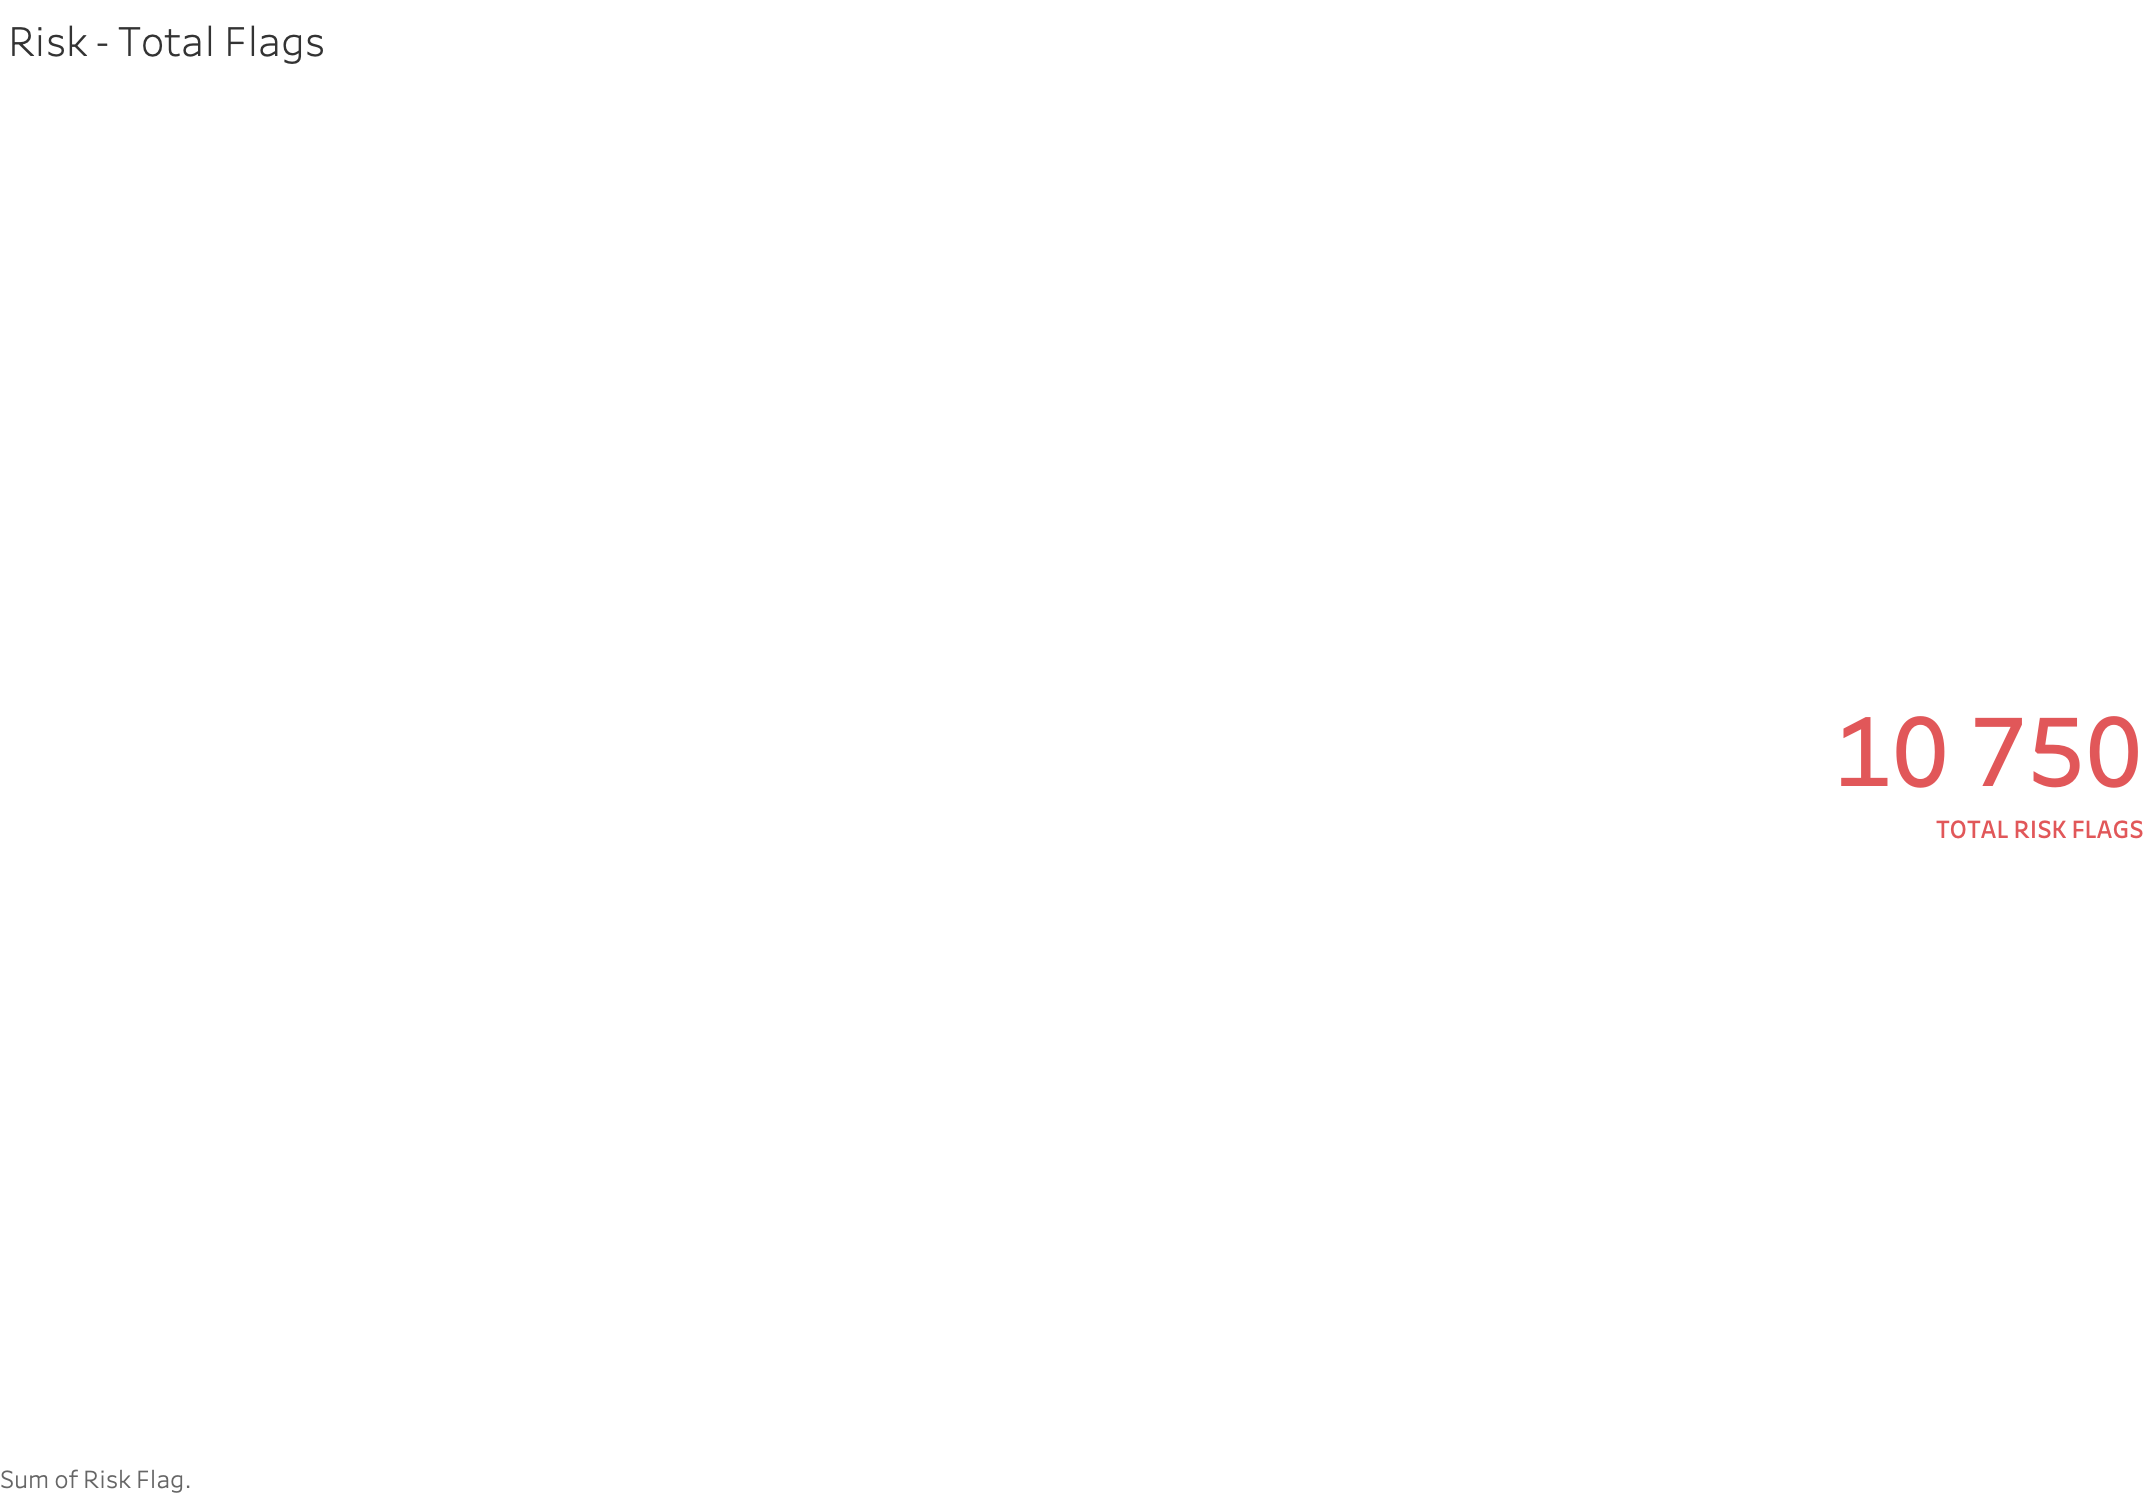 Risk - Total Flags
10 750
TOTAL RISK FLAGS
Sum of Risk Flag.